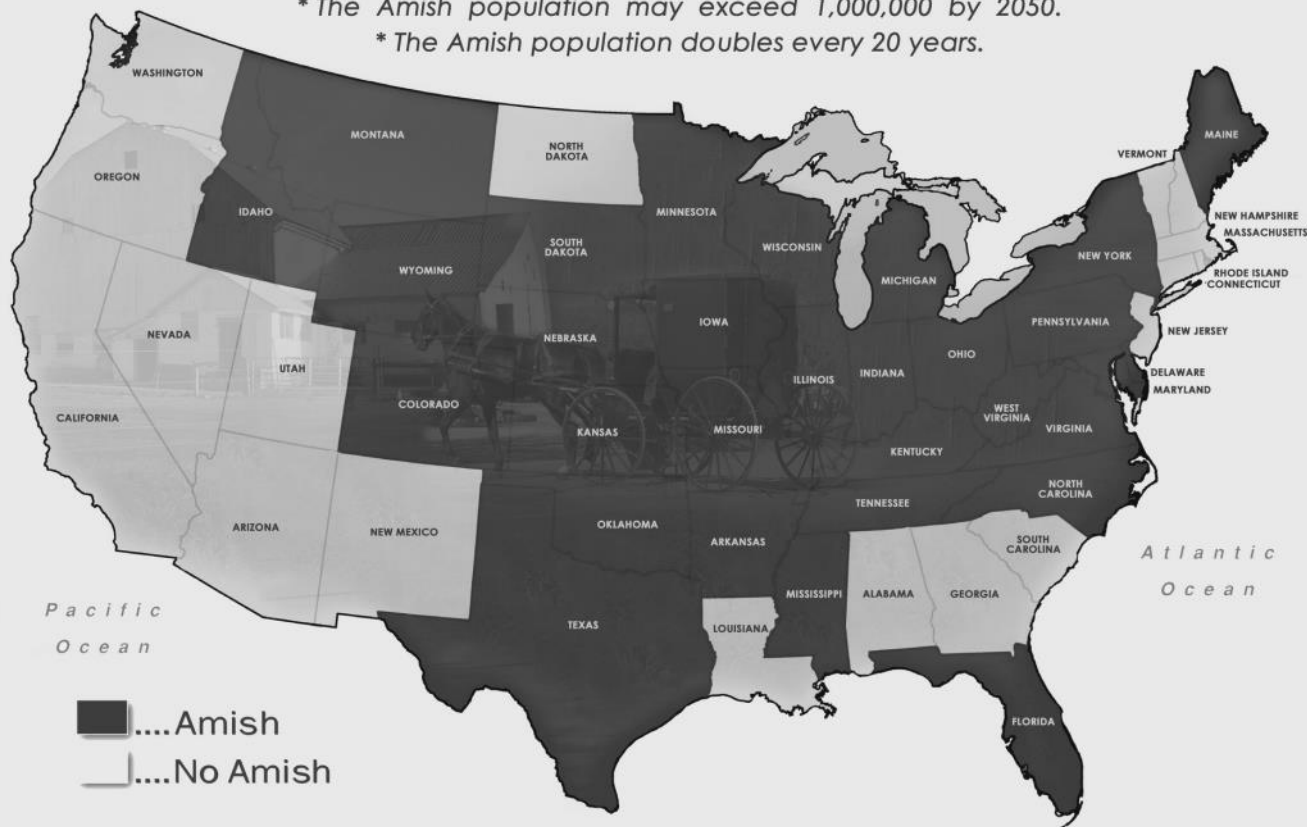 * The Amish population may exceed 1,000,000 by 2050.
* The Amish population doubles every 20 years.
WASHINGTON
MONTANA
NORTH
DAKOTA
MAINE
VERMONT
OREGON
IDAHO
MINNESOTA
NEW HAMPSHIRE
MASSACHUSETTS
SOUTH
DAKOTA
WISCONSIN
NEW YORK
WYOMING
MICHIGAN
RHODE ISLAND
CONNECTICUT
NEVADA
NEBRASKA
IOWA
PENNSYLVANIA
NEW JERSEY
UTAH
ILLINOIS
INDIANA
OHIO
DELAWARE
MARYLAND
CALIFORNIA
COLORADO
KANSAS
MISSOURI
WEST
VIRGINIA
VIRGINIA
KENTUCKY
NORTH
CAROLINA
ARIZONA
NEW MEXICO
OKLAHOMA
TENNESSEE
ARKANSAS
SOUTH
CAROLINA
Atlantic
Ocean
MISSISSIPPI
ALABAMA
GEORGIA
Pacific
Ocean
TEXAS
LOUISIANA
FLORIDA
....Amish
....No Amish